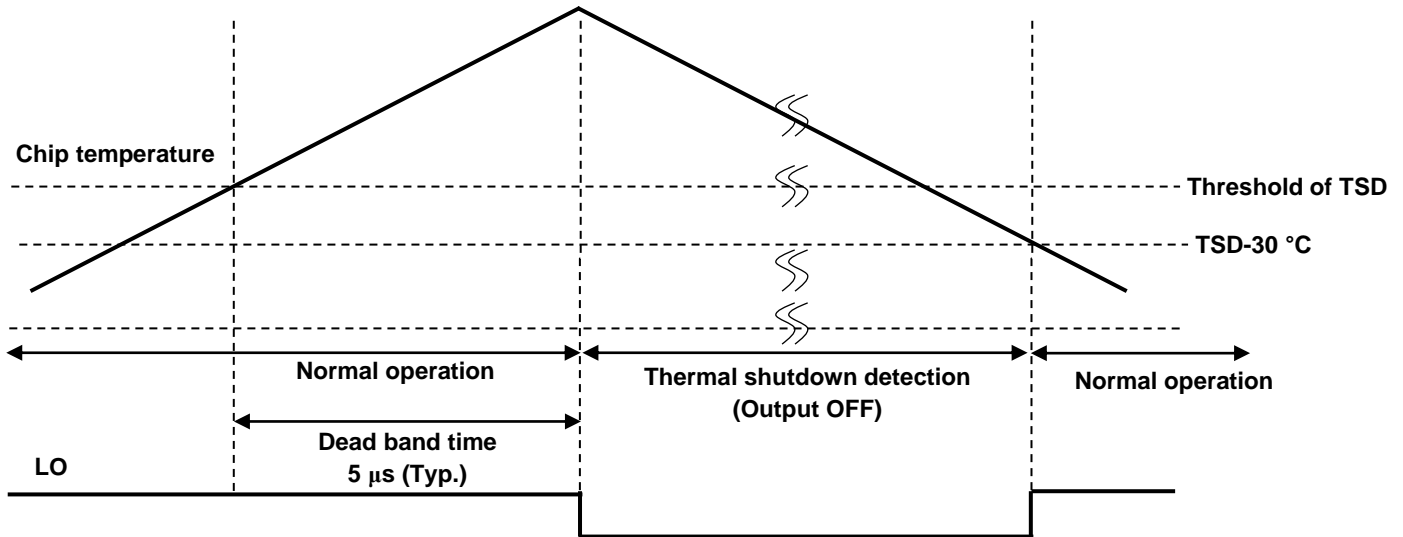 Chip temperature
Threshold of TSD
TSD-30 °C
Normal operation
Thermal shutdown detection
(Output OFF)
Normal operation
Dead band time
5 μs (Typ.)
LO